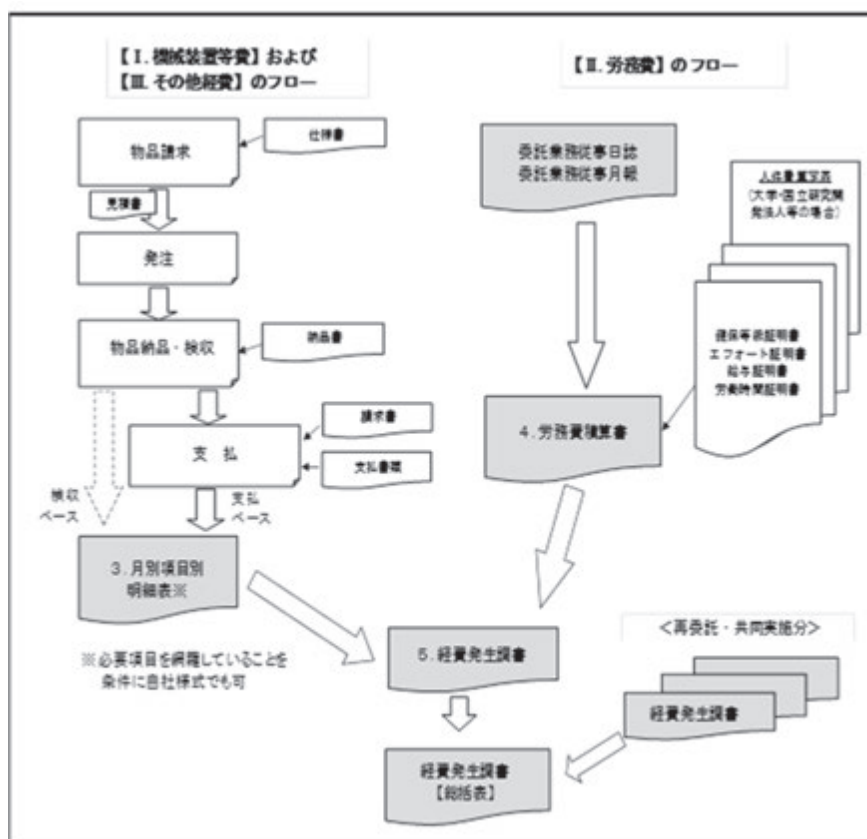 【Ⅰ.機械装置等費】および
【Ⅲ.その他経費】のフロー
物品請求
仕様書
見積書
発注
物品納品・検収
納品書
支 払
請求書
支払書類
検収
ベース
支払
ベース
3.月別項目別
明細表※
※必要項目を網羅していることを
条件に自社様式でも可
【Ⅱ.労務費】のフロー
委託業務従事日誌
委託業務従事月報
(大学・国立研究開
発法人等の場合)
健保等級証明書
エフォート証明書
給与証明書
労働時間証明書
4.労務費積算書
5.経費発生調書
<再委託・共同実施分>
経費発生調書
経費発生調書
【総括表】